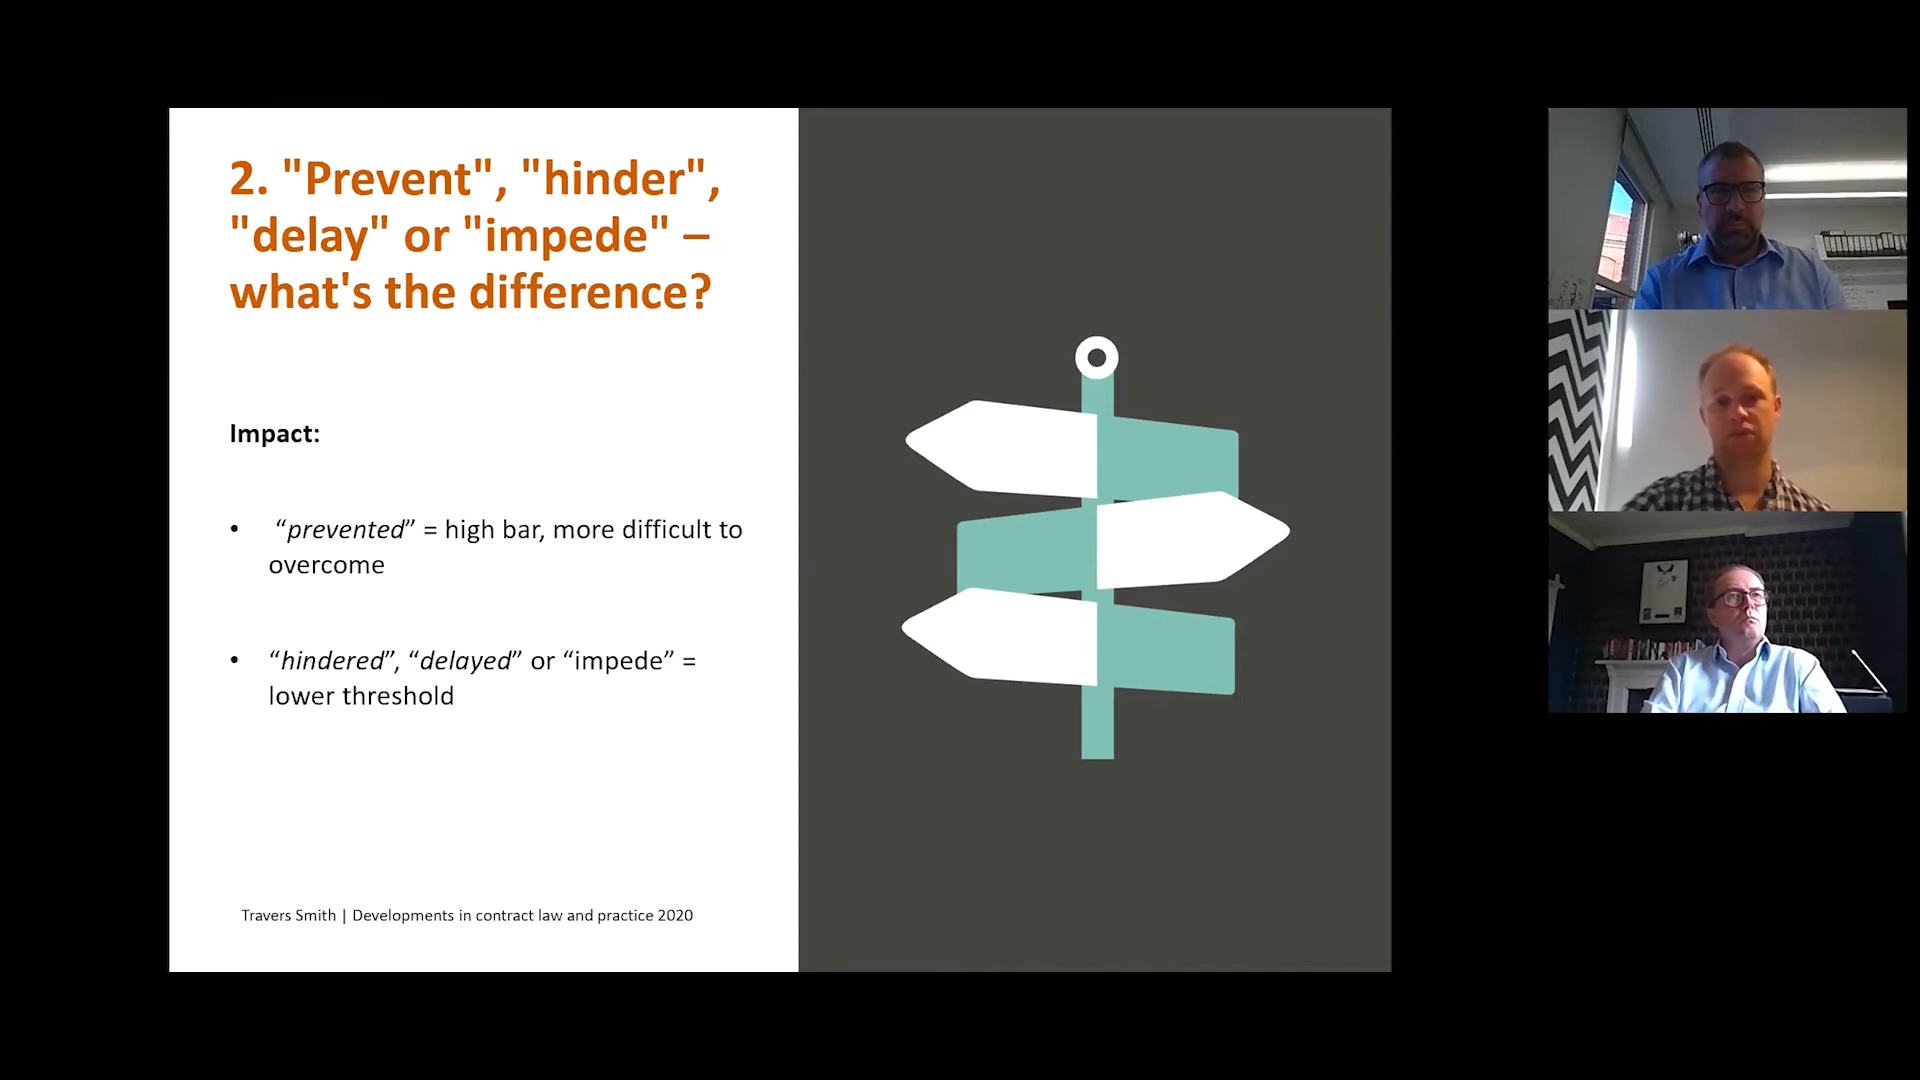 2. "Prevent", "hinder",
"delay" or "impede" –
what's the difference?
Impact:
• “prevented” = high bar, more difficult to
overcome
• “hindered”, “delayed” or “impede” =
lower threshold
Travers Smith | Developments in contract law and practice 2020